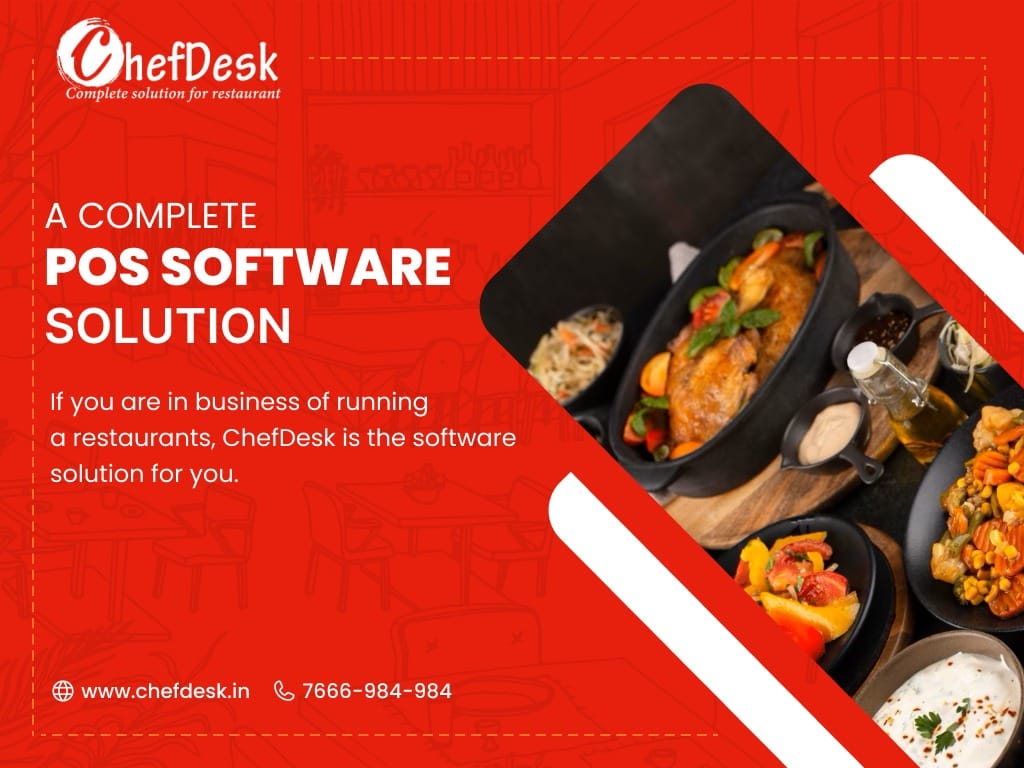 ChefDesk
Complete solution for restaurant
A COMPLETE
POS SOFTWARE
SOLUTION
If you are in business of running
a restaurants, ChefDesk is the software
solution for you.
www.chefdesk.in 7666-984-984